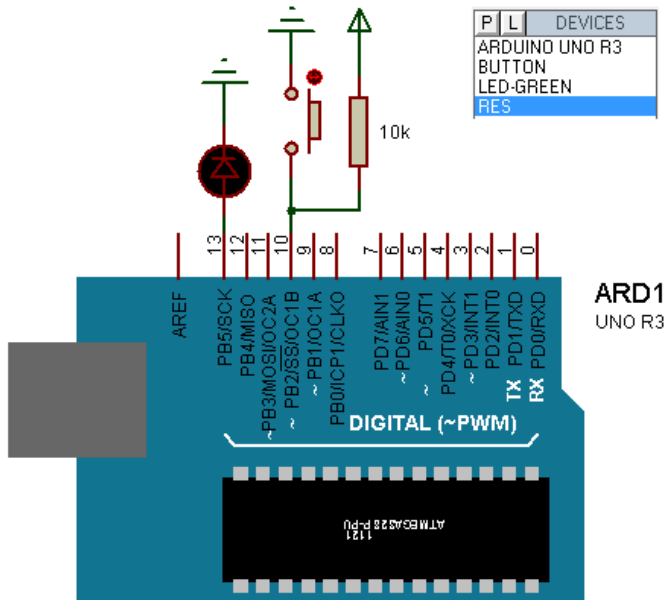 P L DEVICES
ARDUINO UNO R3
BUTTON
LED-GREEN
RES
10k
13
12
11
10
9
8
7
6
5
4
3
2
1
0
ARD1
UNO R3
AREF
PB5/SCK
PB4/MISO
~PB3/MOSI/OC2A
~ PB2/SS/OC1B
~ PB1/OC1A
PB0/ICP1/CLKO
PD7/AIN1
~ PD6/AIN0
~ PD5/T1
PD4/T0/XCK
~ PD3/INT1
PD2/INT0
TX PD1/TXD
RX PD0/RXD
DIGITAL (~PWM)
ATMEGA328P-PU
1121